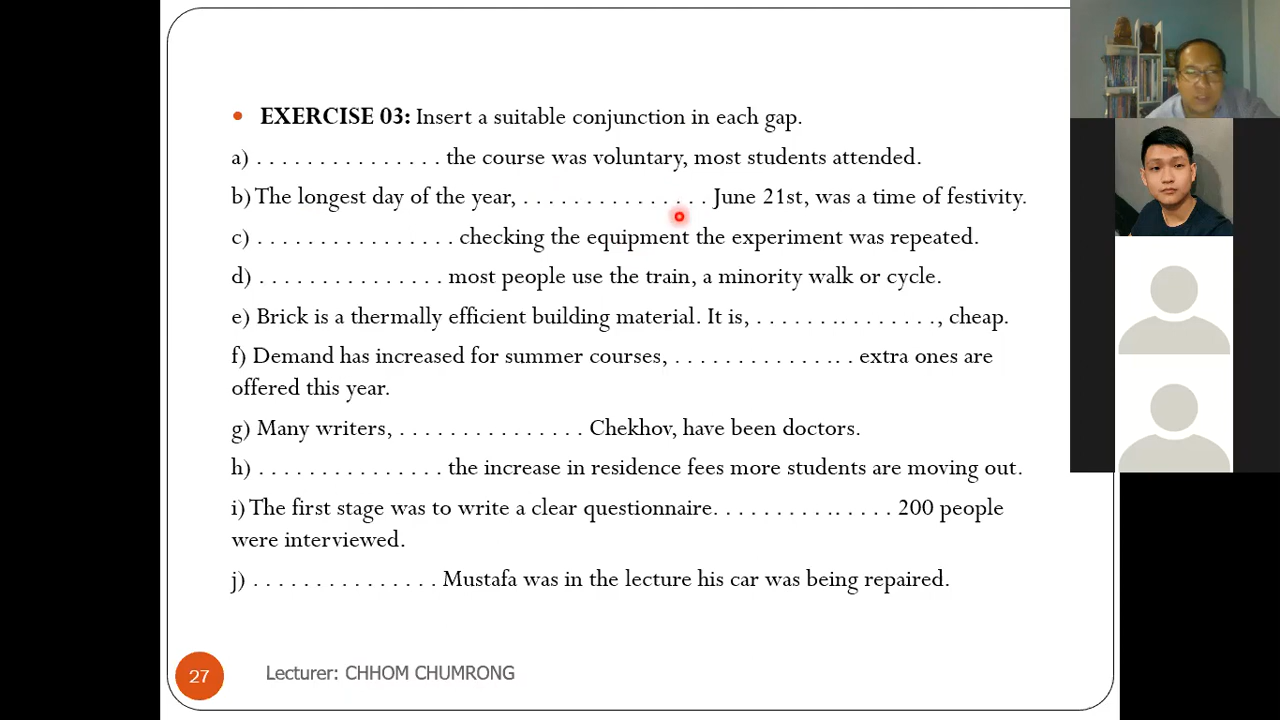 • EXERCISE 03: Insert a suitable conjunction in each gap.
a) . . . . . . . . . . . . . . . the course was voluntary, most students attended.
b) The longest day of the year, . . . . . . . . . . . . . . . June 21st, was a time of festivity.
c) . . . . . . . . . . . . . . . . checking the equipment the experiment was repeated.
d) . . . . . . . . . . . . . . . most people use the train, a minority walk or cycle.
e) Brick is a thermally efficient building material. It is, . . . . . . .. . . . . . . ., cheap.
f) Demand has increased for summer courses, . . . . . . . . . . . . .. . extra ones are
offered this year.
g) Many writers, . . . . . . . . . . . . . . . Chekhov, have been doctors.
h) . . . . . . . . . . . . . . . the increase in residence fees more students are moving out.
i) The first stage was to write a clear questionnaire. . . . . . . . . .. . . . . 200 people
were interviewed.
j) . . . . . . . . . . . . . . . Mustafa was in the lecture his car was being repaired.
27 Lecturer: CHHOM CHUMRONG